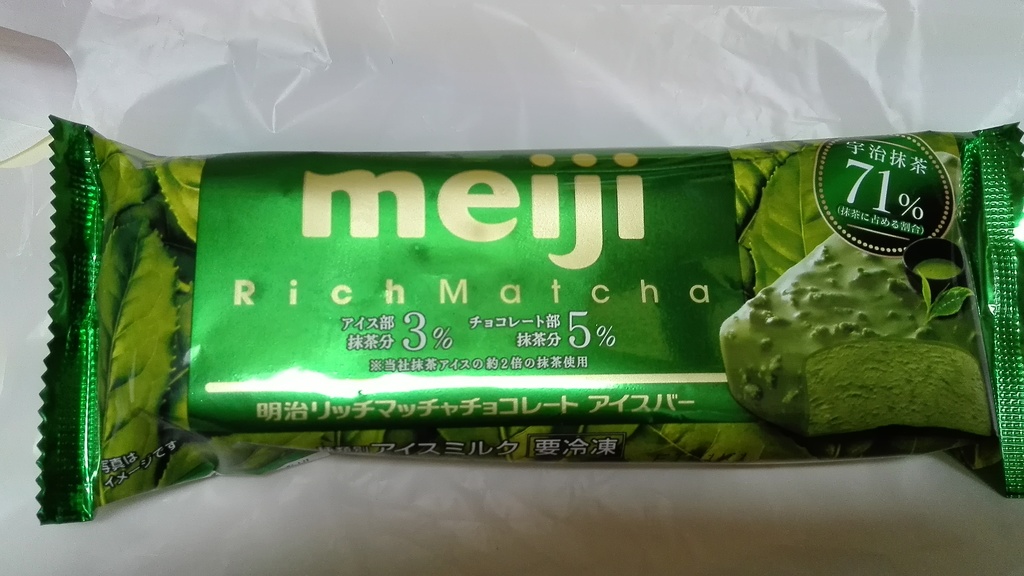 meiji
Rich Matcha
アイス部 抹茶分 3%
チョコレート部 抹茶分 5%
※当社抹茶アイスの約2倍の抹茶使用
明治リッチマッチャチョコレート アイスバー
アイスミルク 要冷凍
宇治抹茶
71%
(抹茶に占める割合)
写真は
イメージです